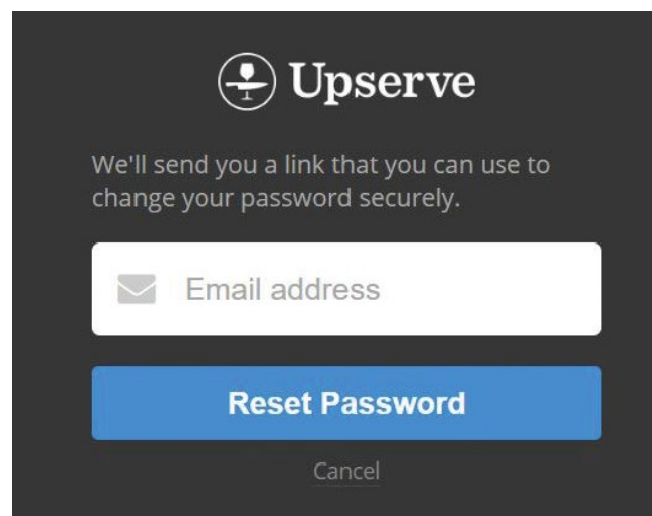 Upserve
We'll send you a link that you can use to
change your password securely.
Email address
Reset Password
Cancel